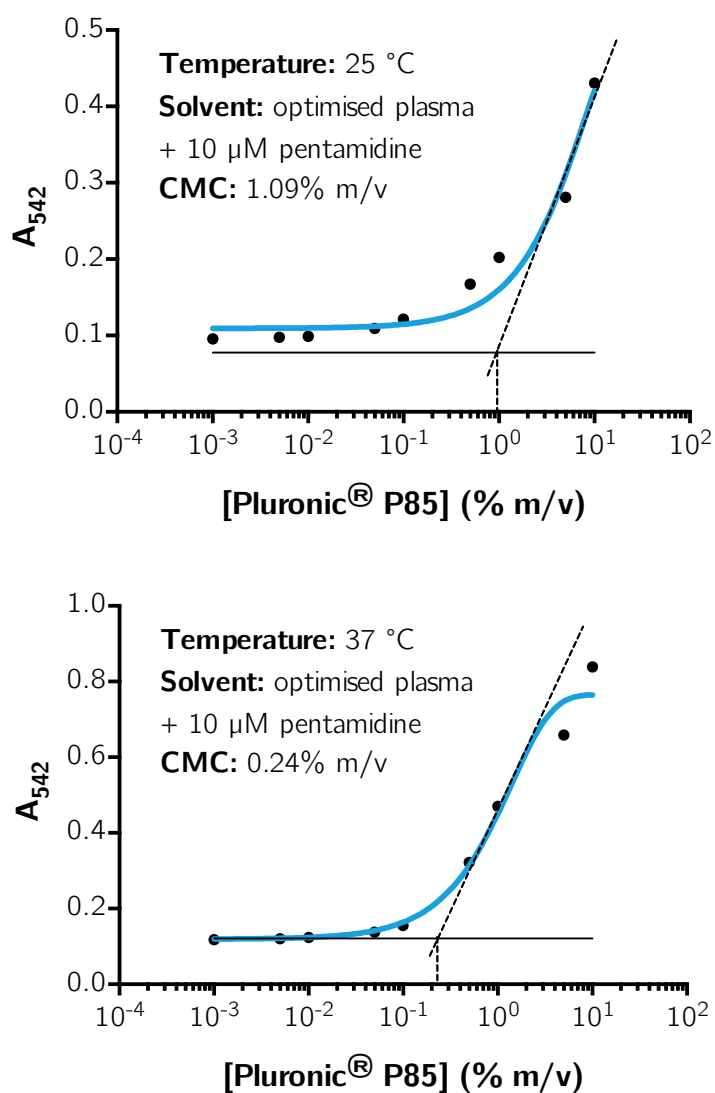 0.5
Temperature: 25 °C
0.4
Solvent: optimised plasma
+ 10 µM pentamidine
0.3
CMC: 1.09% m/v
A542
0.2
0.1
0.0
10-4 10-3 10-2 10-1 100 101 102
[Pluronic® P85] (% m/v)
1.0
Temperature: 37 °C
0.8
Solvent: optimised plasma
+ 10 µM pentamidine
0.6
CMC: 0.24% m/v
A542
0.4
0.2
0.0
10-4 10-3 10-2 10-1 100 101 102
[Pluronic® P85] (% m/v)